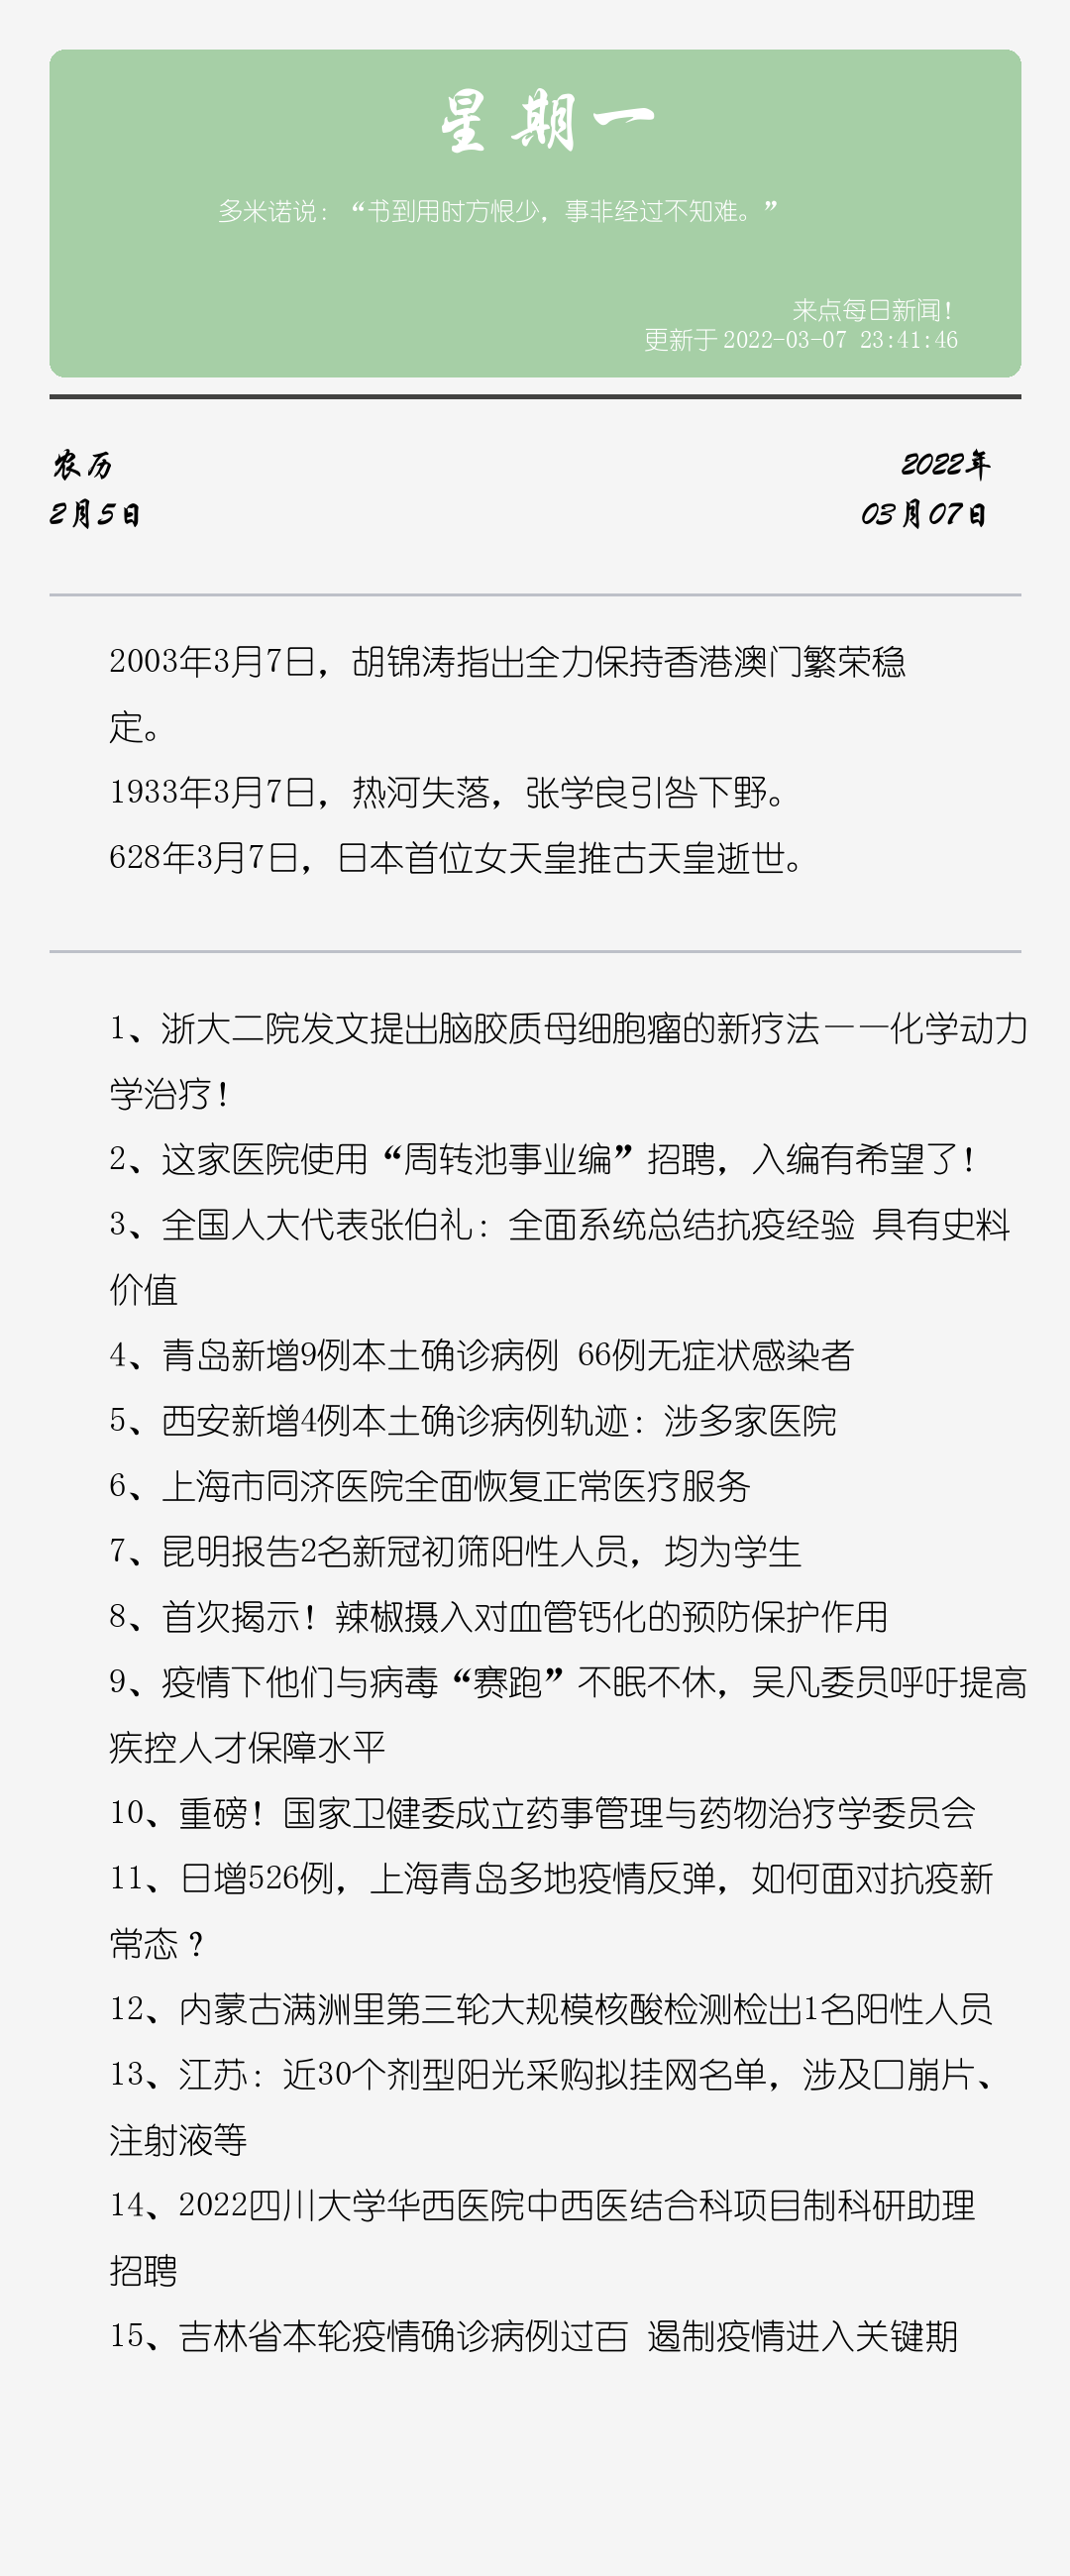 星期一
多米诺说：“书到用时方恨少，事非经过不知难。”
来点每日新闻！
更新于 2022-03-07 23:41:46
农历
2022年
2月5日
03月07日
2003年3月7日，胡锦涛指出全力保持香港澳门繁荣稳
定。
1933年3月7日，热河失落，张学良引咎下野。
628年3月7日，日本首位女天皇推古天皇逝世。
1、浙大二院发文提出脑胶质母细胞瘤的新疗法——化学动力
学治疗！
2、这家医院使用“周转池事业编”招聘，入编有希望了！
3、全国人大代表张伯礼：全面系统总结抗疫经验 具有史料
价值
4、青岛新增9例本土确诊病例 66例无症状感染者
5、西安新增4例本土确诊病例轨迹：涉多家医院
6、上海市同济医院全面恢复正常医疗服务
7、昆明报告2名新冠初筛阳性人员，均为学生
8、首次揭示！辣椒摄入对血管钙化的预防保护作用
9、疫情下他们与病毒“赛跑”不眠不休，吴凡委员呼吁提高
疾控人才保障水平
10、重磅！国家卫健委成立药事管理与药物治疗学委员会
11、日增526例，上海青岛多地疫情反弹，如何面对抗疫新
常态？
12、内蒙古满洲里第三轮大规模核酸检测检出1名阳性人员
13、江苏：近30个剂型阳光采购拟挂网名单，涉及口崩片、
注射液等
14、2022四川大学华西医院中西医结合科项目制科研助理
招聘
15、吉林省本轮疫情确诊病例过百 遏制疫情进入关键期